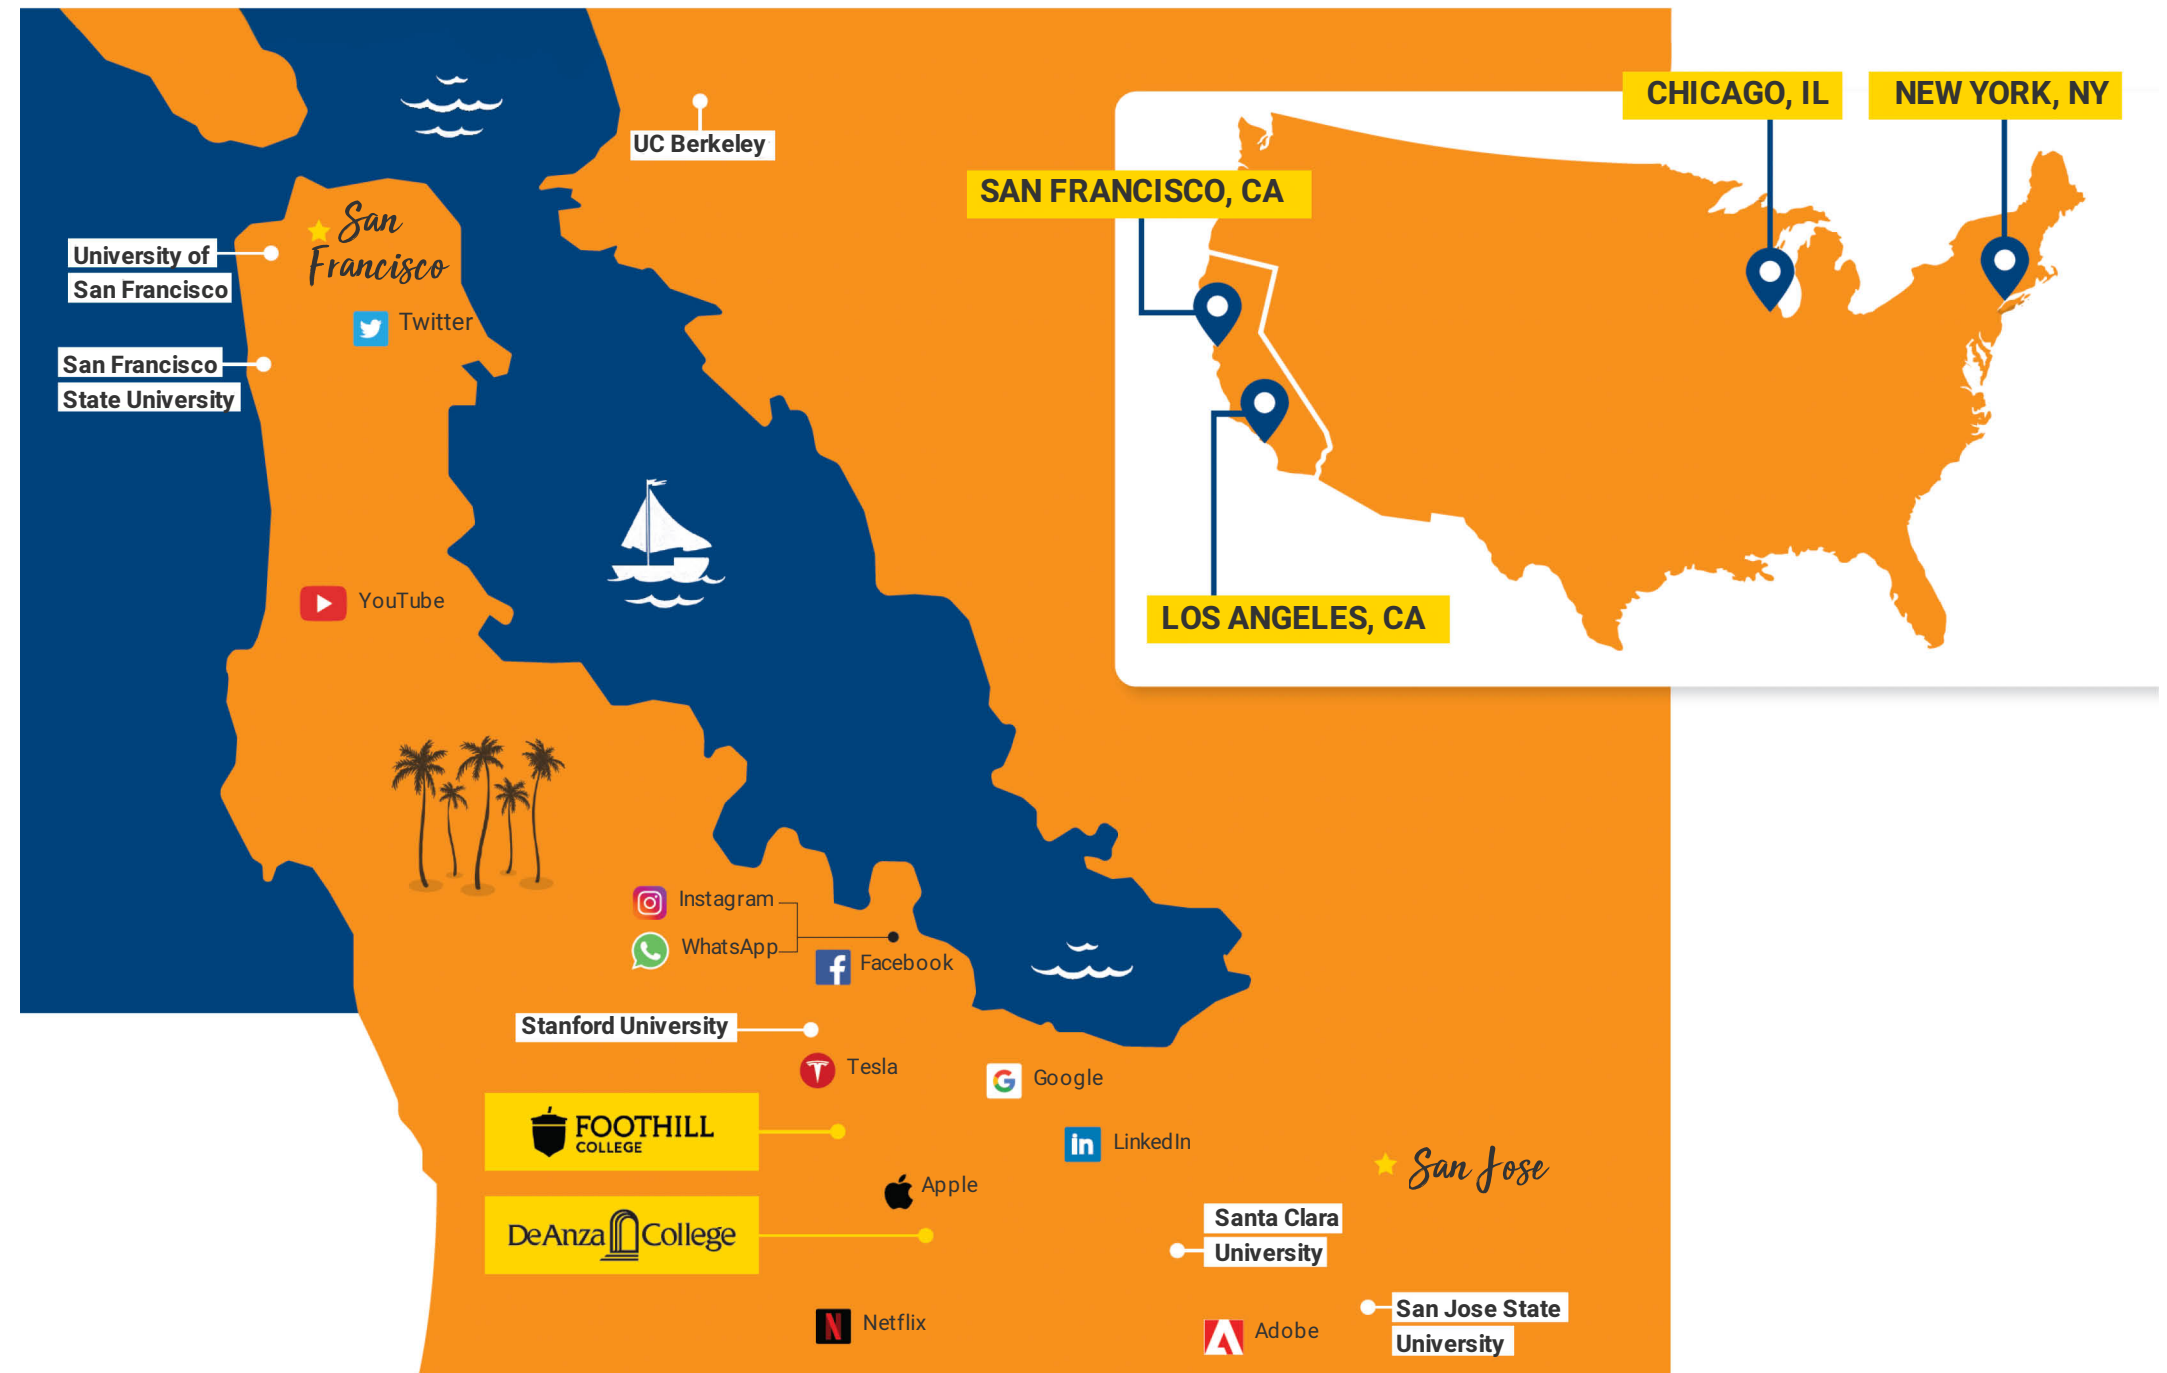 CHICAGO, IL
NEW YORK, NY
UC Berkeley
SAN FRANCISCO, CA
San
Francisco
University of
San Francisco
Twitter
San Francisco
State University
YouTube
LOS ANGELES, CA
Instagram
WhatsApp
f
Facebook
Stanford University
T
Tesla
G
Google
FOOTHILL
COLLEGE
in
LinkedIn
San Jose
Apple
DeAnza College
Santa Clara
University
San Jose State
University
N
Netflix
A
Adobe